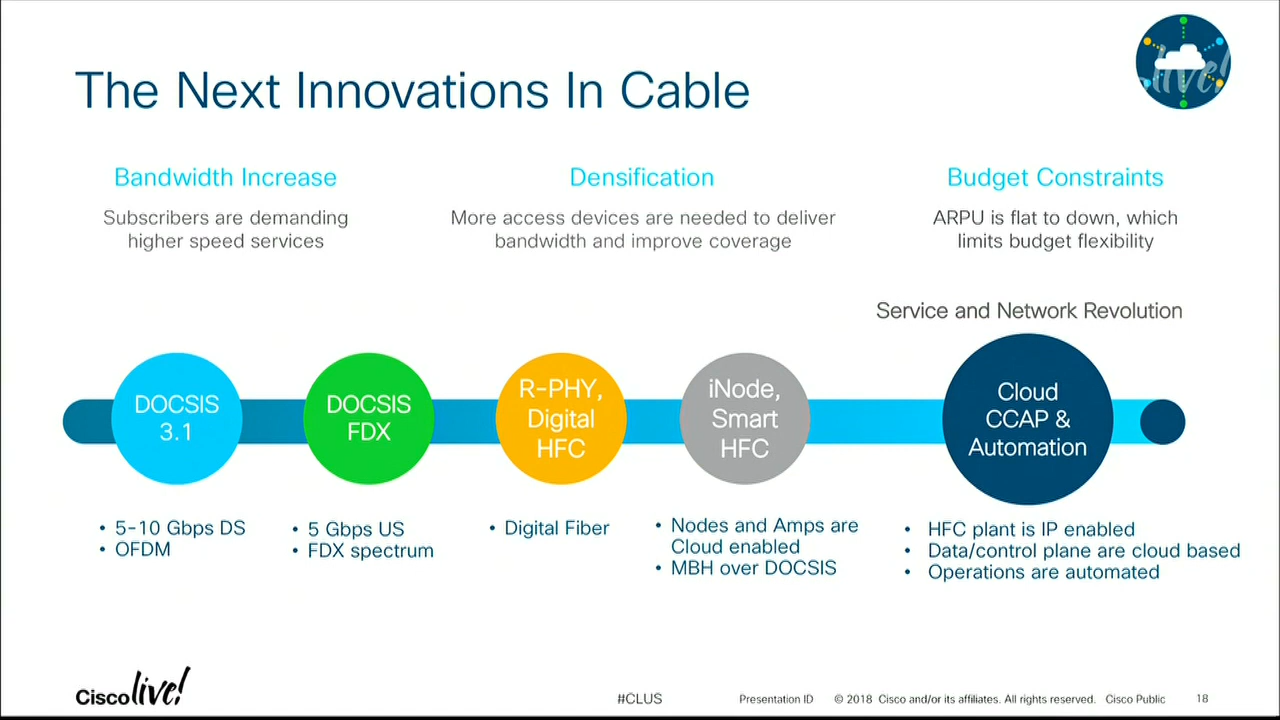 The Next Innovations In Cable
live!
Bandwidth Increase
Subscribers are demanding
higher speed services
Densification
More access devices are needed to deliver
bandwidth and improve coverage
Budget Constraints
ARPU is flat to down, which
limits budget flexibility
Service and Network Revolution
DOCSIS
3.1
DOCSIS
FDX
R-PHY,
Digital
HFC
iNode,
Smart
HFC
Cloud
CCAP &
Automation
• 5-10 Gbps DS
• OFDM
• 5 Gbps US
• FDX spectrum
• Digital Fiber
• Nodes and Amps are
Cloud enabled
• MBH over DOCSIS
• HFC plant is IP enabled
• Data/control plane are cloud based
• Operations are automated
Cisco live!
#CLUS
Presentation ID
© 2018 Cisco and/or its affiliates. All rights reserved. Cisco Public
18